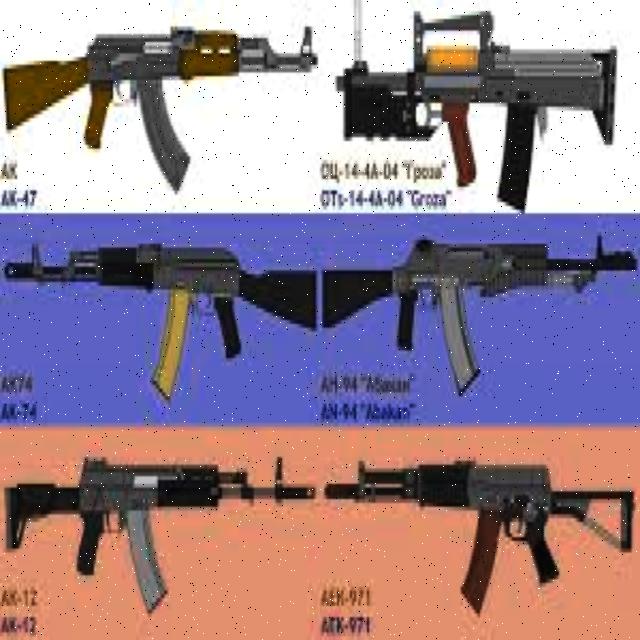 АК
AK-47
ОЦ-14-4А-04 "Гроза"
OTs-14-4A-04 "Groza"
АК74
AK-74
АН-94 "Абакан"
AN-94 "Abakan"
АК-12
AK-12
АЕК-971
AEK-971